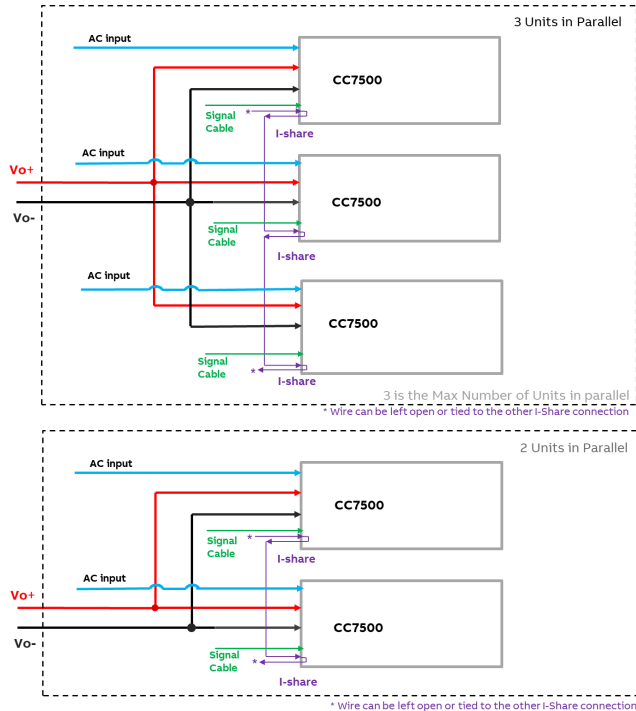 3 Units in Parallel
AC input
CC7500
Signal
Cable
*
I-share
AC input
Vo+
CC7500
Vo-
Signal
Cable
I-share
AC input
CC7500
Signal
Cable
*
I-share
3 is the Max Number of Units in parallel
* Wire can be left open or tied to the other I-Share connection
2 Units in Parallel
AC input
CC7500
Signal
Cable
*
I-share
AC input
Vo+
CC7500
Vo-
Signal
Cable
*
I-share
* Wire can be left open or tied to the other I-Share connection